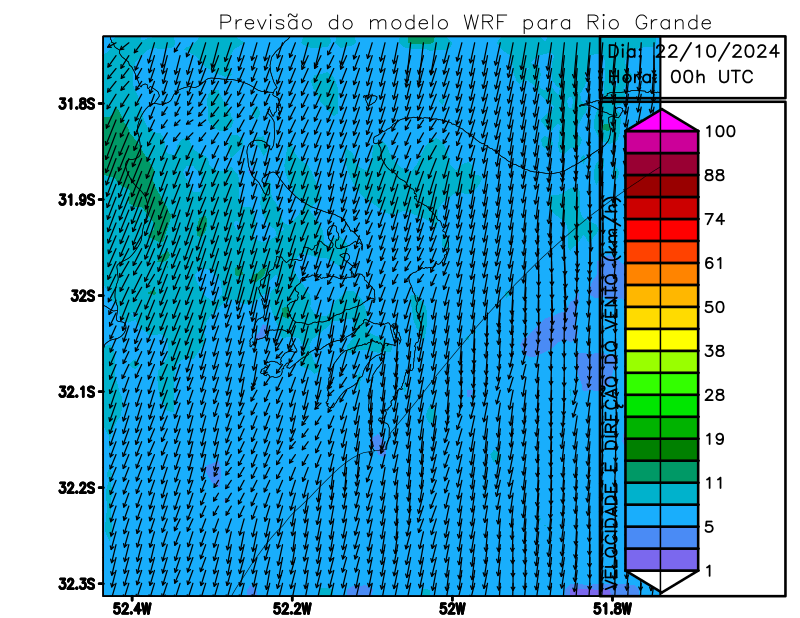 Previsão do modelo WRF para Rio Grande
Dia: 22/10/2024
Hora: 00h UTC
31.8S
31.9S
32S
32.1S
32.2S
32.3S
52.4W
52.2W
52W
51.8W
VELOCIDADE E DIREÇÃO DO VENTO (km/h)
100
88
74
61
50
38
28
19
11
5
1